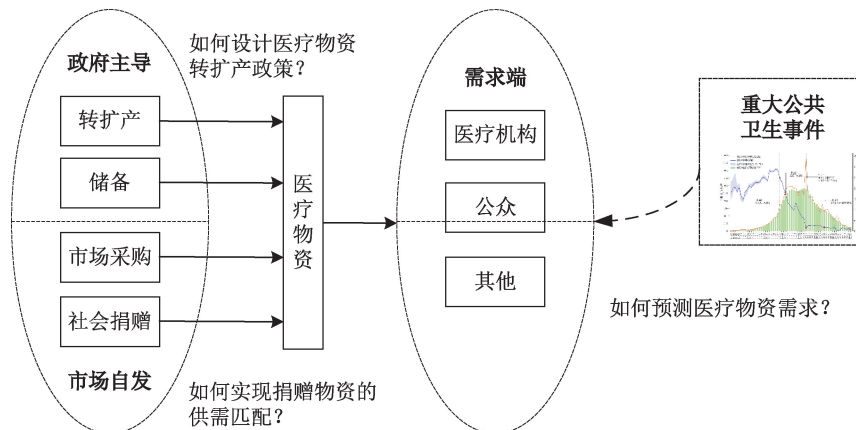 如何设计医疗物资
转扩产政策？
政府主导
转扩产
储备
市场采购
社会捐赠
市场自发
如何实现捐赠物资的
供需匹配？
医疗物资
需求端
医疗机构
公众
其他
重大公共
卫生事件
如何预测医疗物资需求？